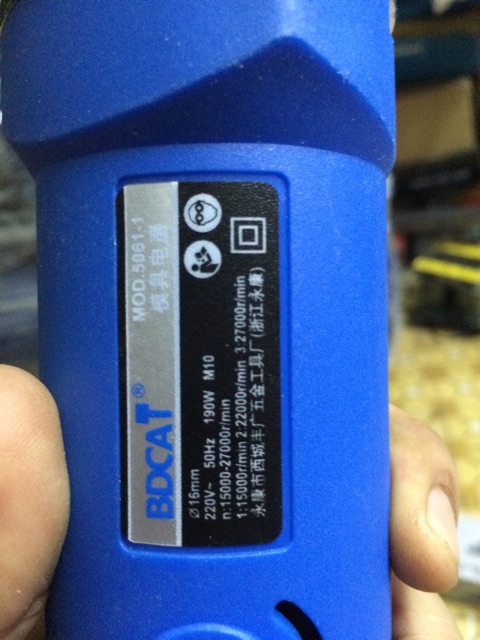 BDCAT®
MOD.5061-1
模具电磨
Ø16mm
220V~ 50Hz 190W M10
n:15000-27000r/min
1:15000r/min 2:22000r/min 3:27000r/min
永康市西城丰广五金工具厂(浙江永康)